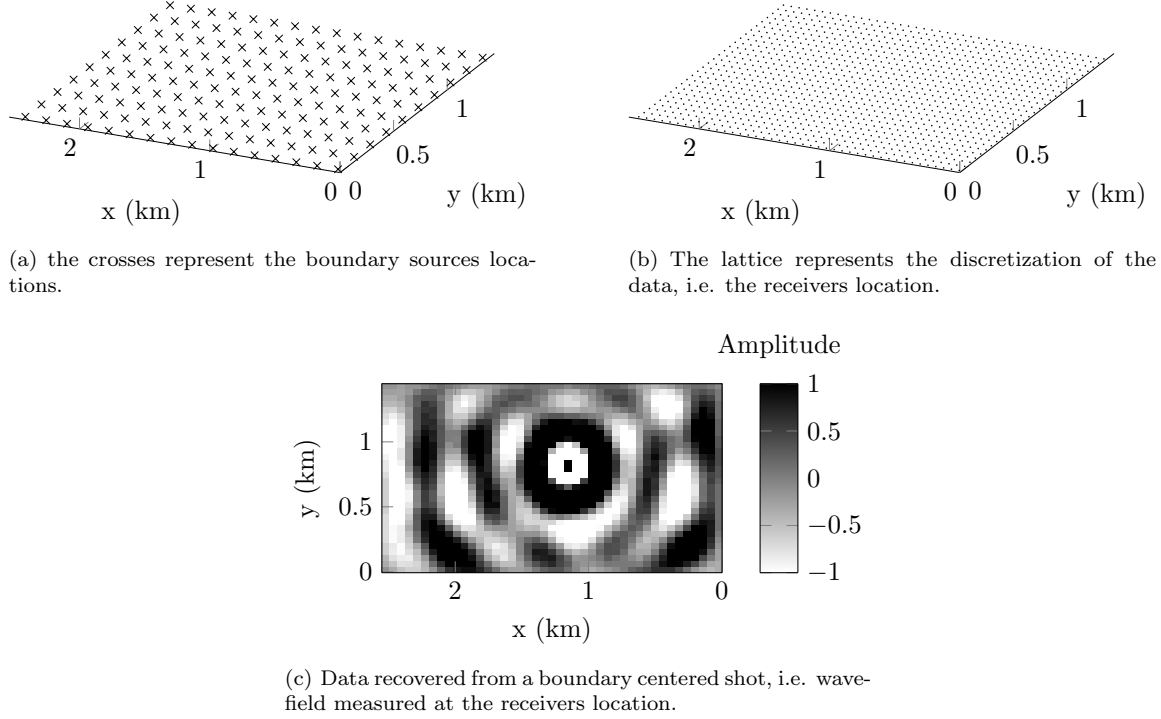 2
1
0
0
0.5
1
x (km)
y (km)
(a) the crosses represent the boundary sources loca-
tions.
2
1
0
0
0.5
1
x (km)
y (km)
(b) The lattice represents the discretization of the
data, i.e. the receivers location.
Amplitude
1
0.5
0
−0.5
−1
1
0.5
0
y (km)
2
1
0
x (km)
(c) Data recovered from a boundary centered shot, i.e. wave-
field measured at the receivers location.